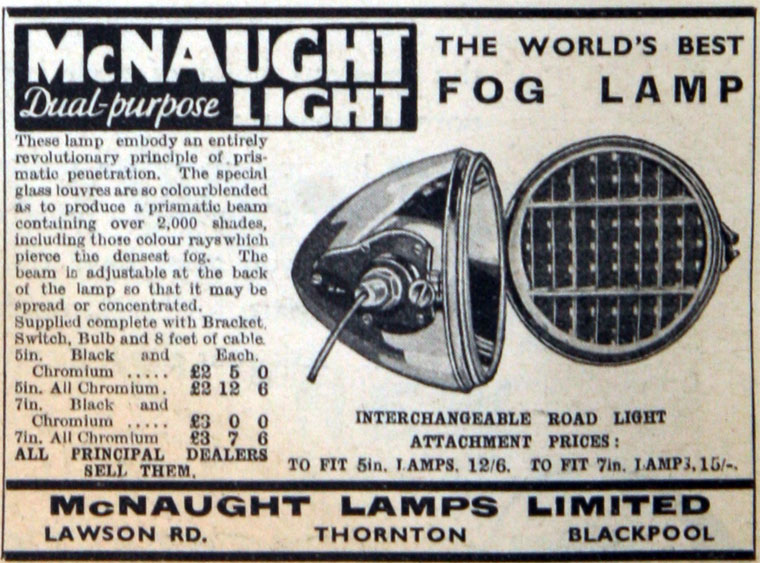 McNAUGHT
Dual-purpose LIGHT
THE WORLD'S BEST
FOG LAMP
These lamp embody an entirely
revolutionary principle of pris-
matic penetration. The special
glass louvres are so colourblended
as to produce a prismatic beam
containing over 2,000 shades,
including those colour rays which
pierce the densest fog. The
beam is adjustable at the back
of the lamp so that it may be
spread or concentrated.
Supplied complete with Bracket,
Switch, Bulb and 8 feet of cable
5in. Black and Each.
Chromium ..... £2 5 0
5in. All Chromium. £2 12 6
7in. Black and
Chromium ..... £3 0 0
7in. All Chromium £3 7 6
ALL PRINCIPAL DEALERS
SELL THEM.
INTERCHANGEABLE ROAD LIGHT
ATTACHMENT PRICES:
TO FIT 5in. LAMPS, 12/6. TO FIT 7in. LAMPS, 15/-.
McNAUGHT LAMPS LIMITED
LAWSON RD. THORNTON BLACKPOOL